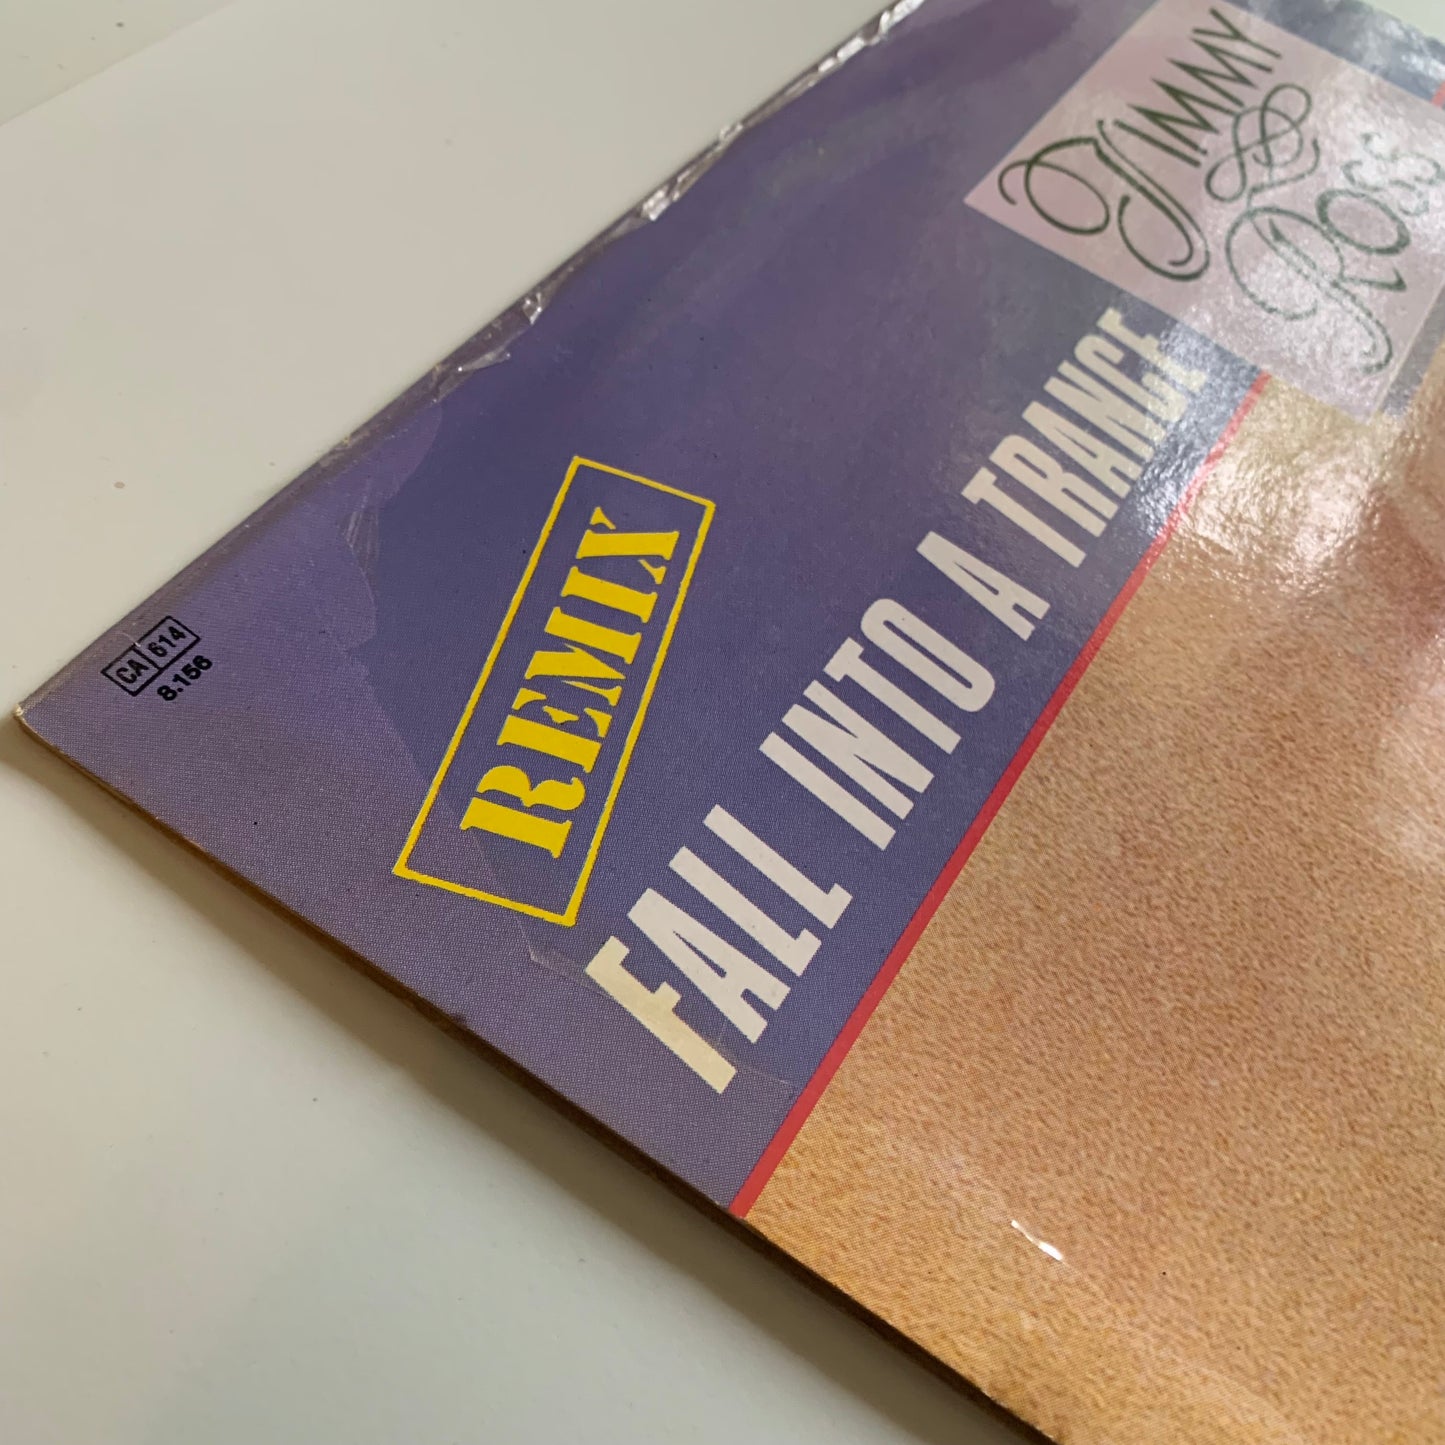 JIMMY
ROSS
FALL INTO A TRANCE
REMIX
CA 614
8.156